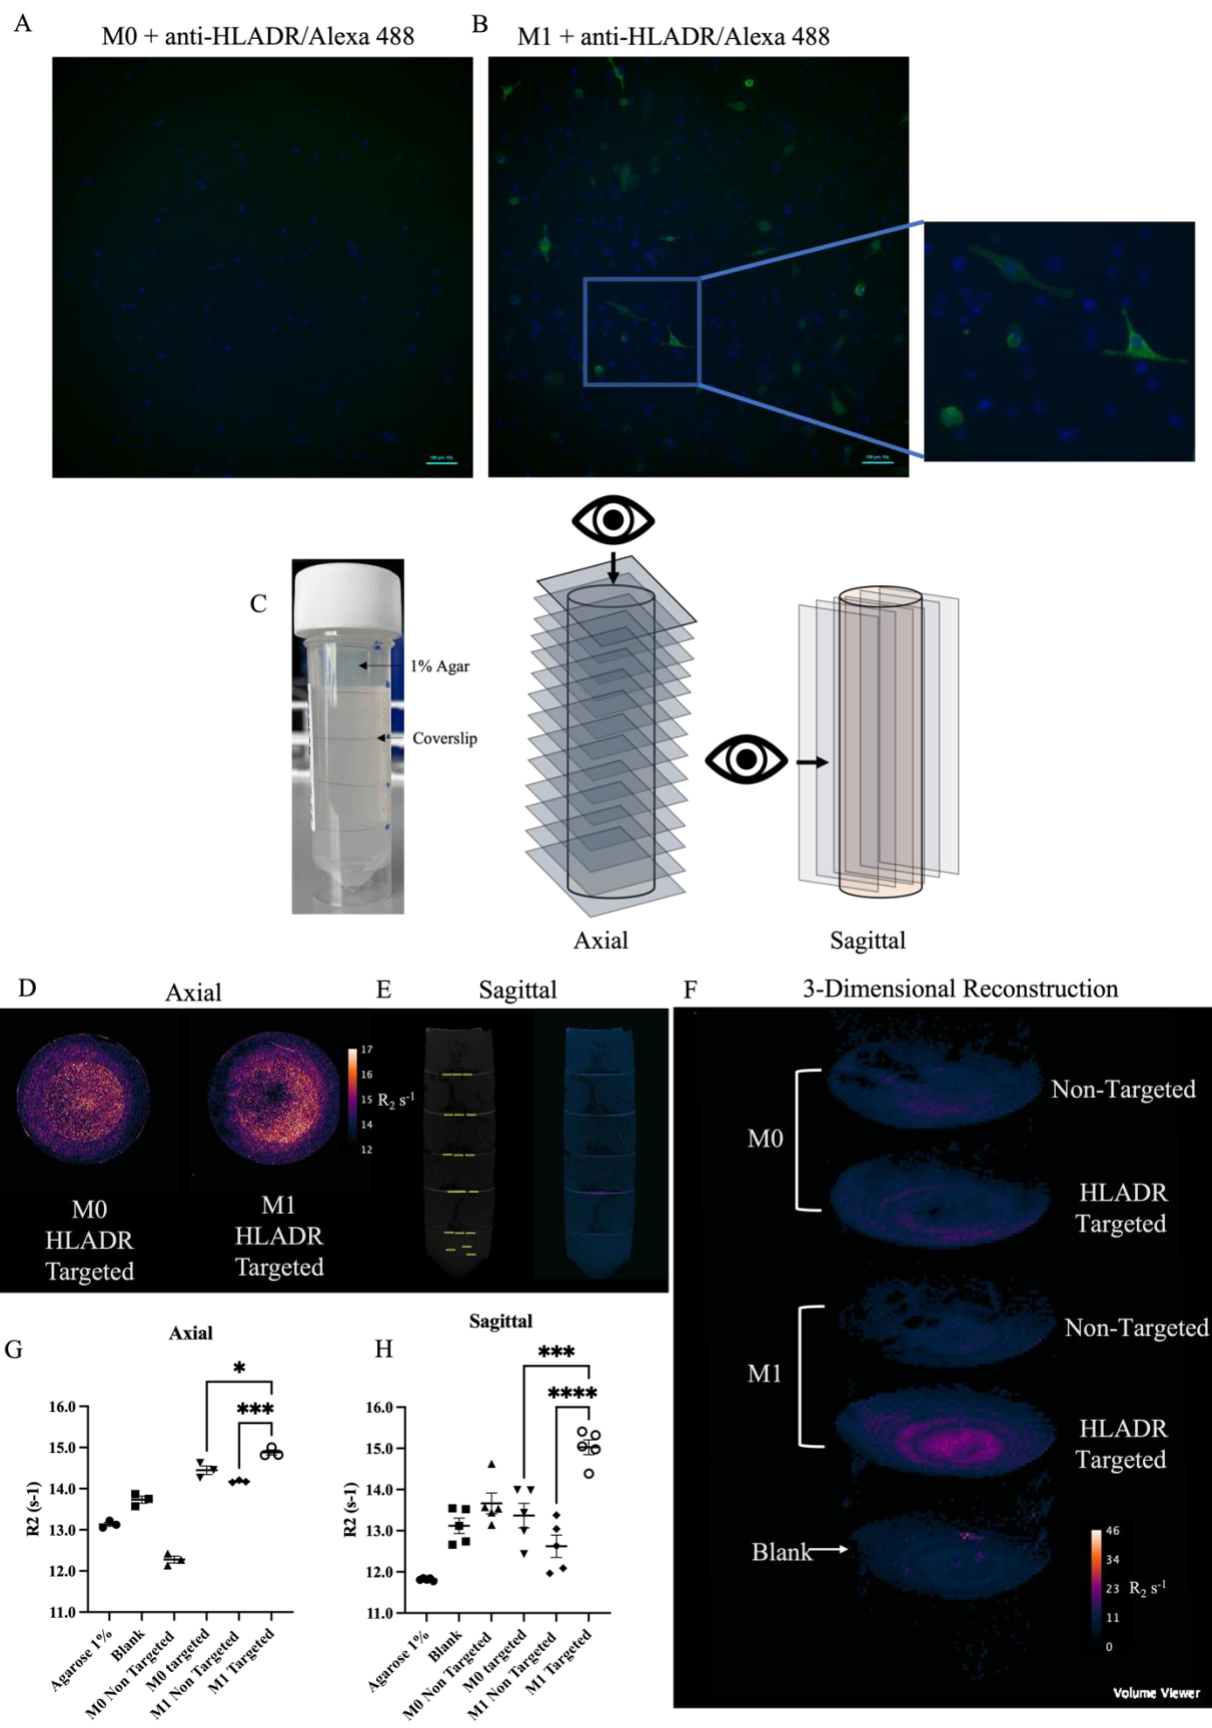 A
M0 + anti-HLADR/Alexa 488
B
M1 + anti-HLADR/Alexa 488
C
1% Agar
Coverslip
Axial
Sagittal
D
Axial
E
Sagittal
F
3-Dimensional Reconstruction
17
16
15
14
12
R2 s-1
M0
HLADR
Targeted
M1
HLADR
Targeted
M0
Non-Targeted
HLADR
Targeted
M1
Non-Targeted
HLADR
Targeted
Blank
46
34
23
11
0
R2 s-1
Volume Viewer
G
Axial
*
***
16.0
15.0
14.0
13.0
12.0
11.0
R2 (s-1)
Agarose 1%
Blank
M0 Non Targeted
M0 targeted
M1 Non Targeted
M1 Targeted
H
Sagittal
***
****
16.0
15.0
14.0
13.0
12.0
11.0
R2 (s-1)
Agarose 1%
Blank
M0 Non Targeted
M0 targeted
M1 Non Targeted
M1 Targeted